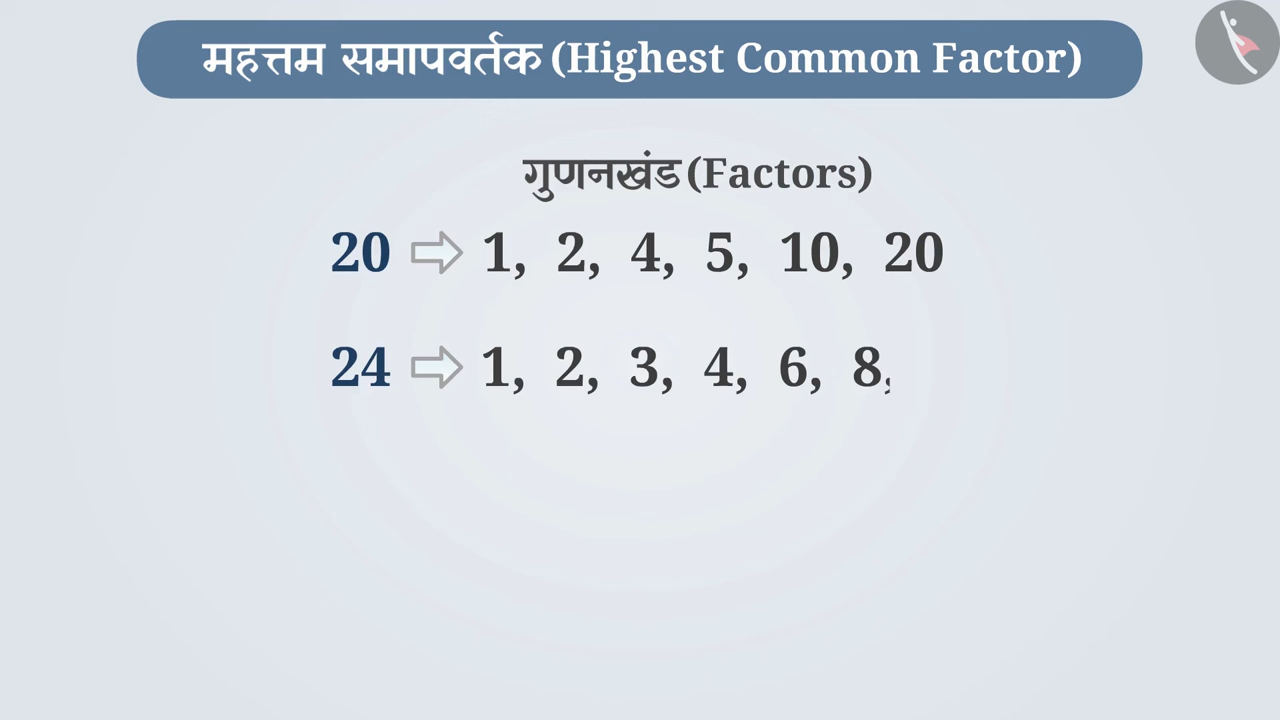 महत्तम समापवर्तक (Highest Common Factor)
गुणनखंड (Factors)
20 ⇨ 1, 2, 4, 5, 10, 20
24 ⇨ 1, 2, 3, 4, 6, 8,